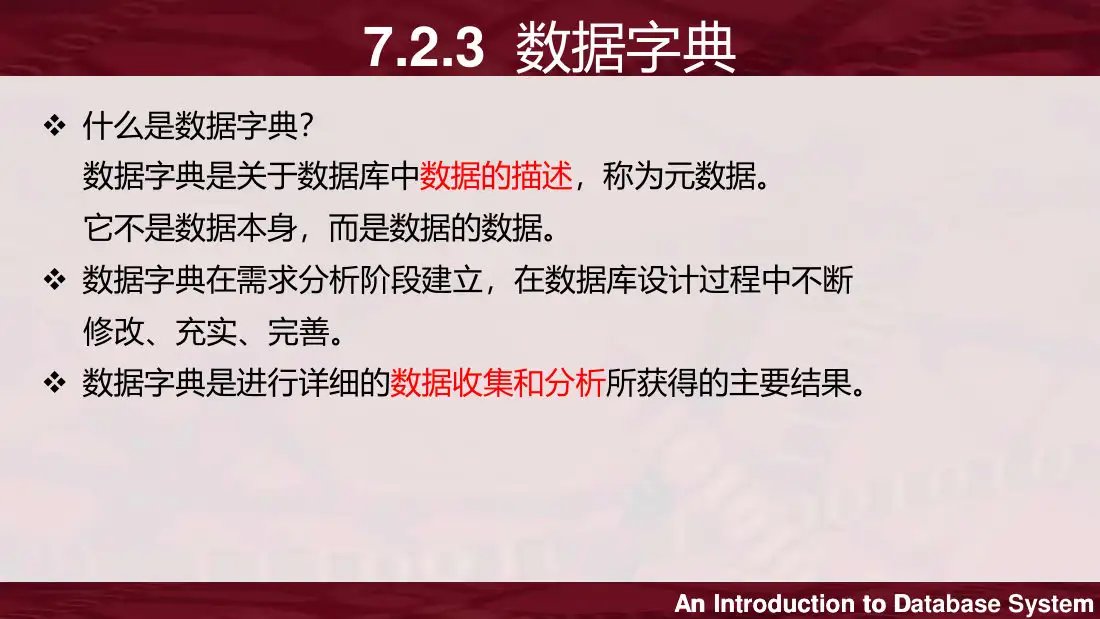 7.2.3 数据字典
❖ 什么是数据字典？
数据字典是关于数据库中数据的描述，称为元数据。
它不是数据本身，而是数据的数据。
❖ 数据字典在需求分析阶段建立，在数据库设计过程中不断
修改、充实、完善。
❖ 数据字典是进行详细的数据收集和分析所获得的主要结果。
An Introduction to Database System